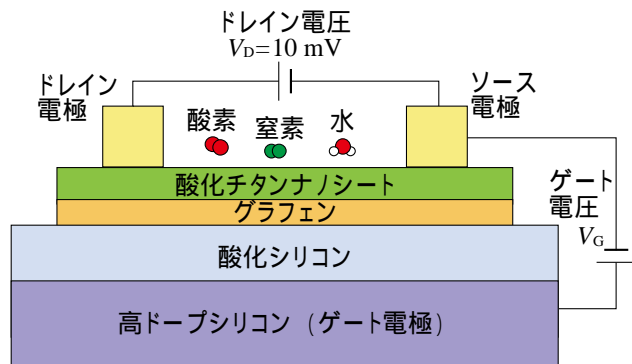 ドレイン電圧
V_D=10 mV
ドレイン
電極
ソース
電極
酸素
窒素
水
酸化チタンナノシート
グラフェン
ゲート
電圧
V_G
酸化シリコン
高ドープシリコン（ゲート電極）